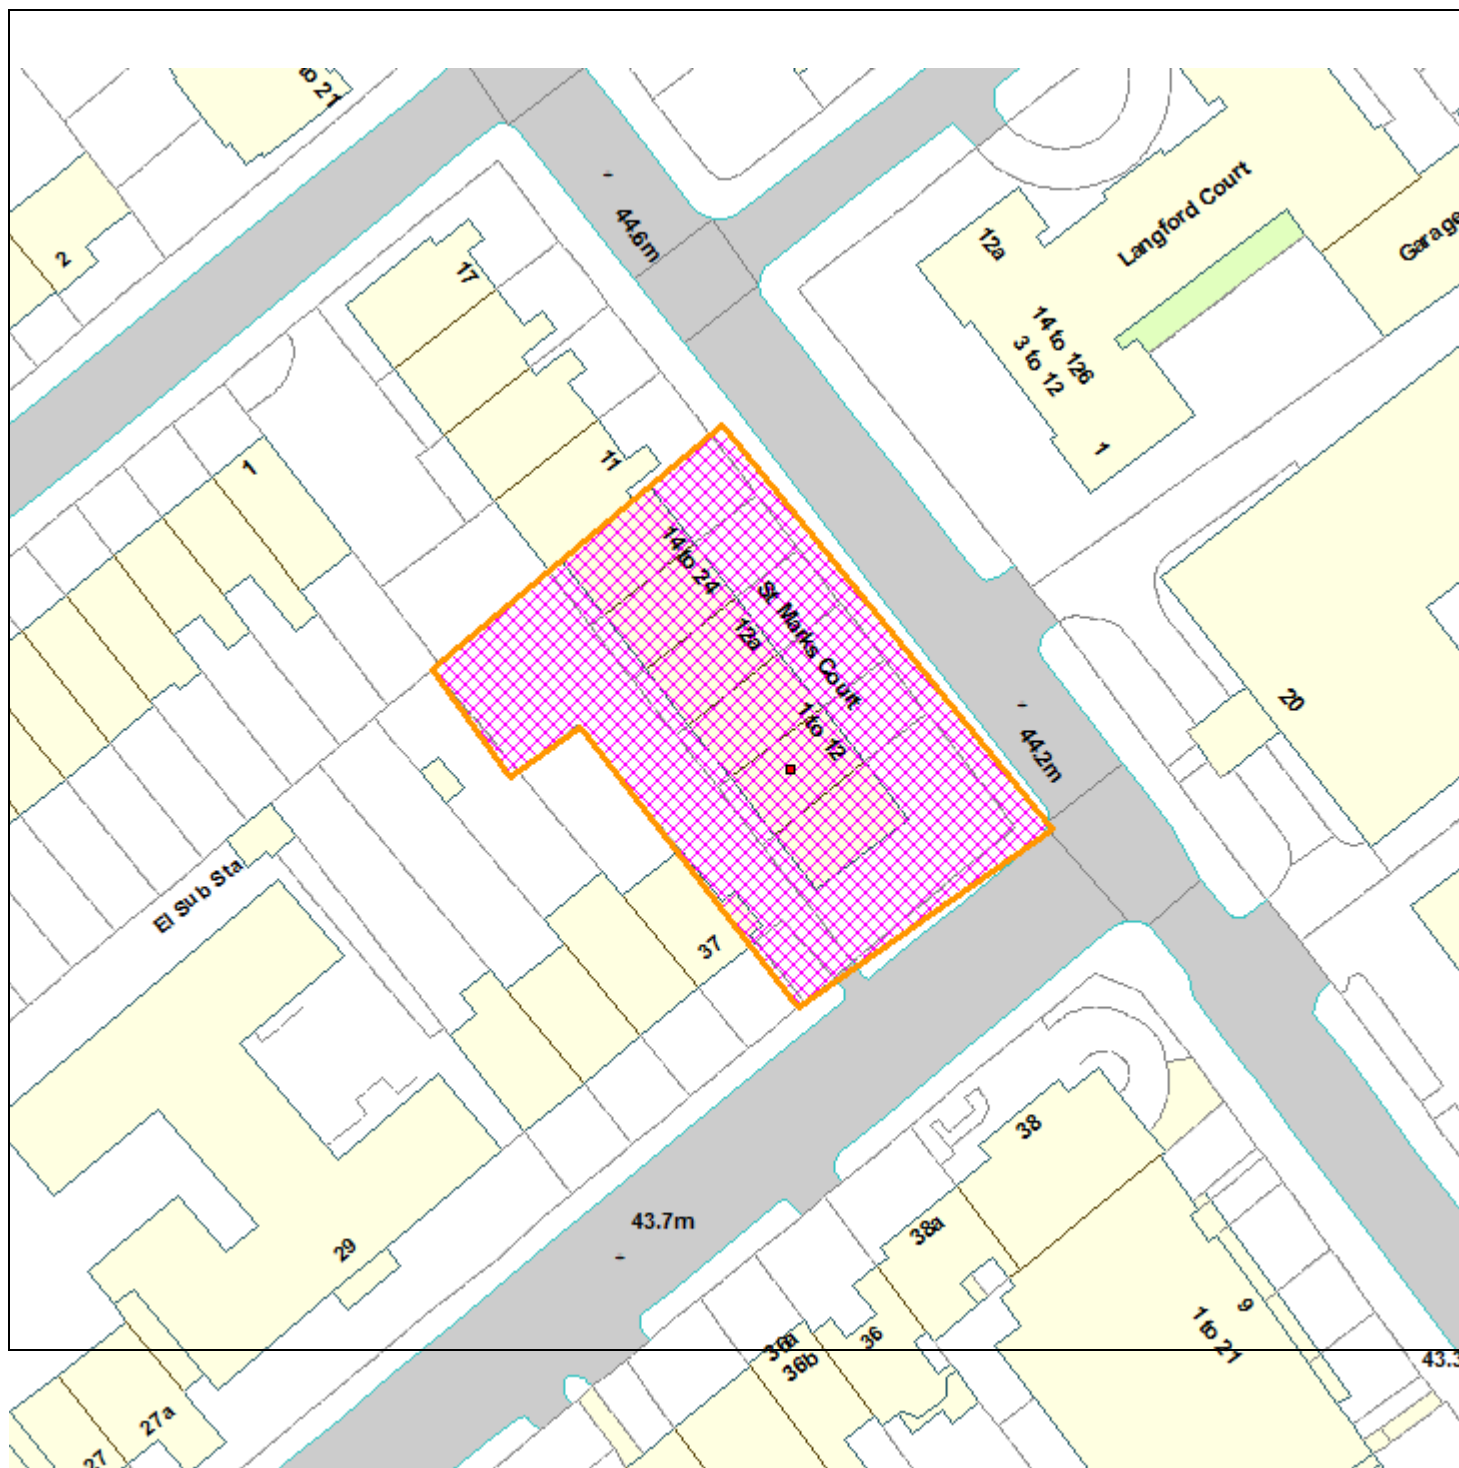 to 21
2
44.6m
17
12a
Langford Court
Garage
14 to 126
3 to 12
1
1
11
14 to 24
12a
St Marks Court
1 to 12
20
44.2m
El Sub Sta
37
38
43.7m
38a
29
9
1 to 21
36a
36b
36
43.3
27a
27